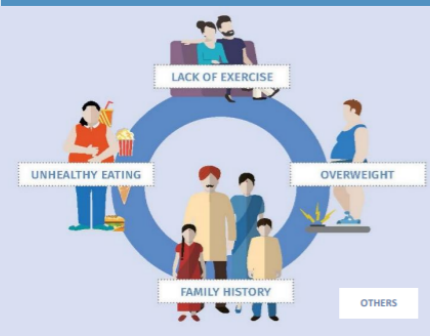 LACK OF EXERCISE
UNHEALTHY EATING
OVERWEIGHT
FAMILY HISTORY
OTHERS